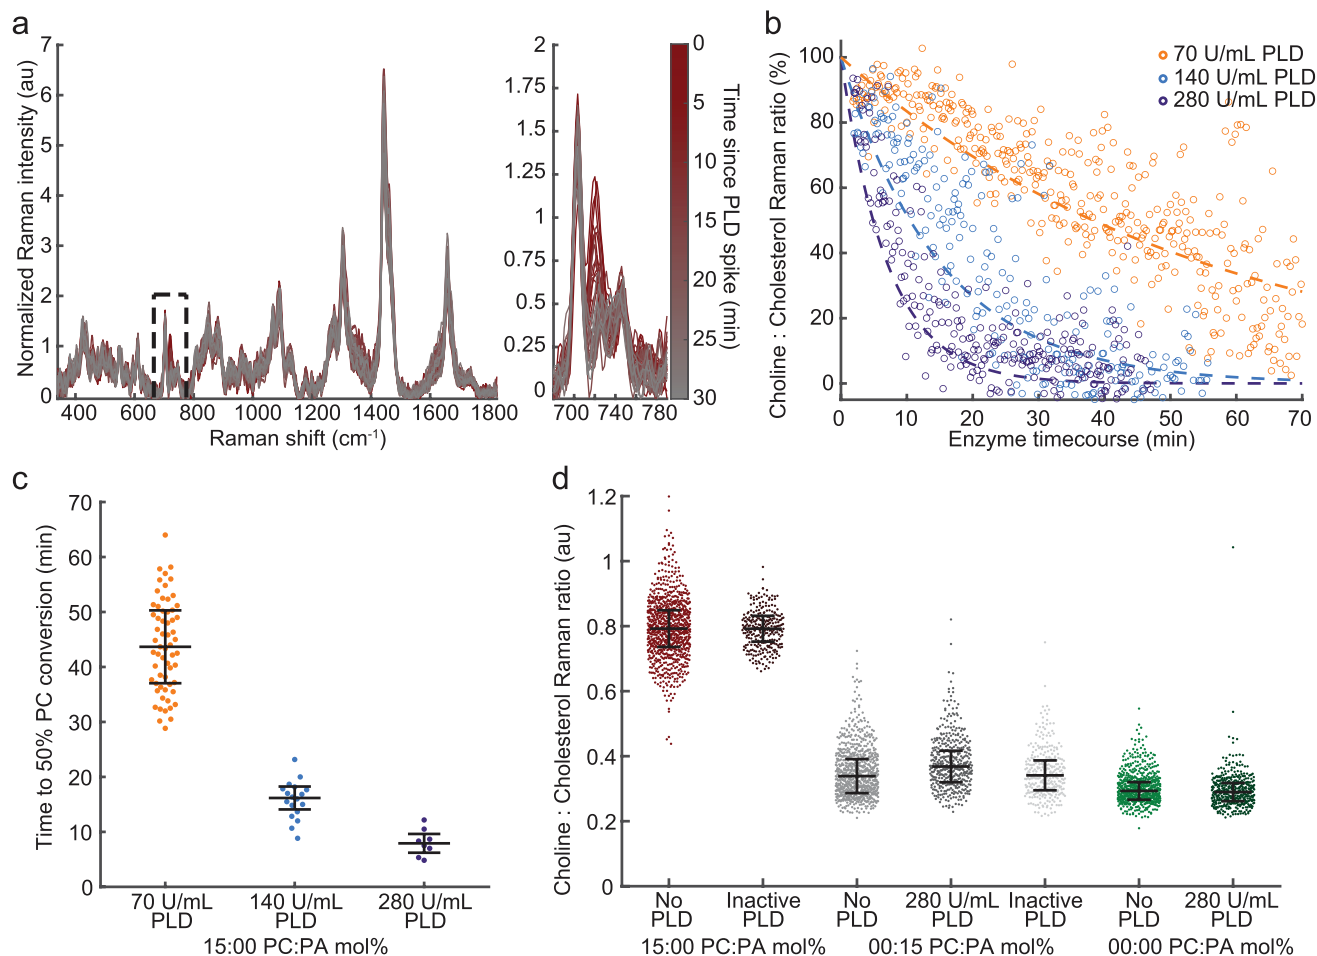 a
7
6
5
4
3
2
1
0
Normalized Raman intensity (au)
400
600
800
1000
1200
1400
1600
1800
Raman shift (cm-1)
2
1.75
1.5
1.25
1
0.75
0.5
0.25
0
700
740
780
0
5
10
15
20
25
30
Time since PLD spike (min)
b
100
80
60
40
20
0
Choline : Cholesterol Raman ratio (%)
70 U/mL PLD
140 U/mL PLD
280 U/mL PLD
0
10
20
30
40
50
60
70
Enzyme timecourse (min)
c
70
60
50
40
30
20
10
0
Time to 50% PC conversion (min)
70 U/mL
PLD
140 U/mL
PLD
280 U/mL
PLD
15:00 PC:PA mol%
d
1.2
1
0.8
0.6
0.4
0.2
0
Choline : Cholesterol Raman ratio (au)
No
PLD
Inactive
PLD
No
PLD
280 U/mL
PLD
Inactive
PLD
No
PLD
280 U/mL
PLD
15:00 PC:PA mol%
00:15 PC:PA mol%
00:00 PC:PA mol%